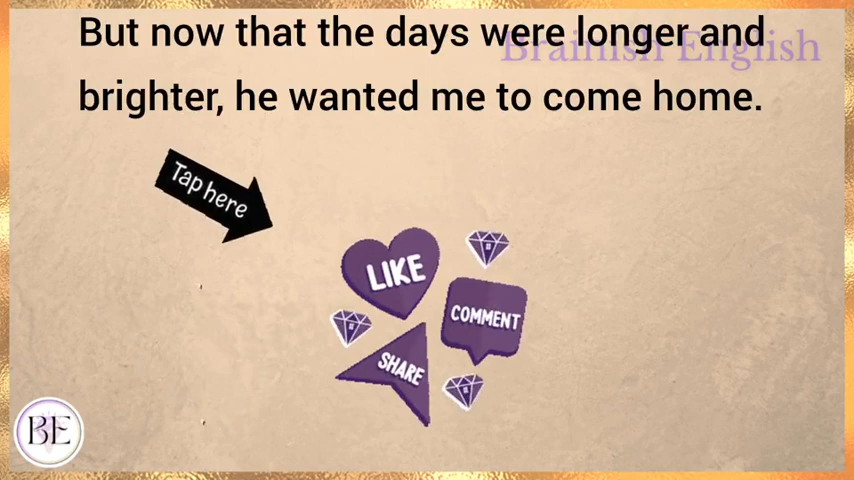 But now that the days were longer and
Brainish English
brighter, he wanted me to come home.
Tap here
LIKE
COMMENT
SHARE
BE